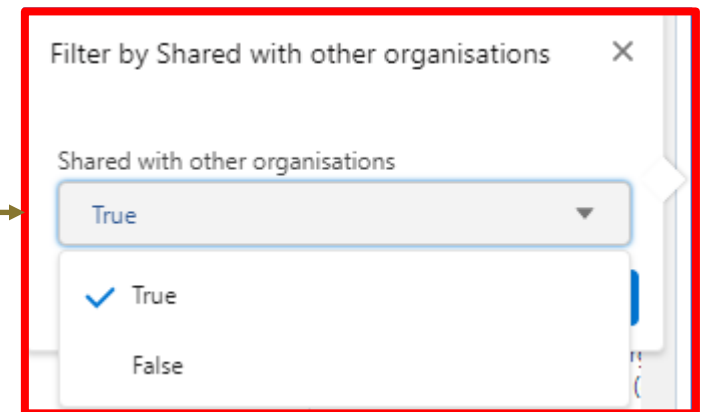 Filter by Shared with other organisations
Shared with other organisations
True
True
False
(